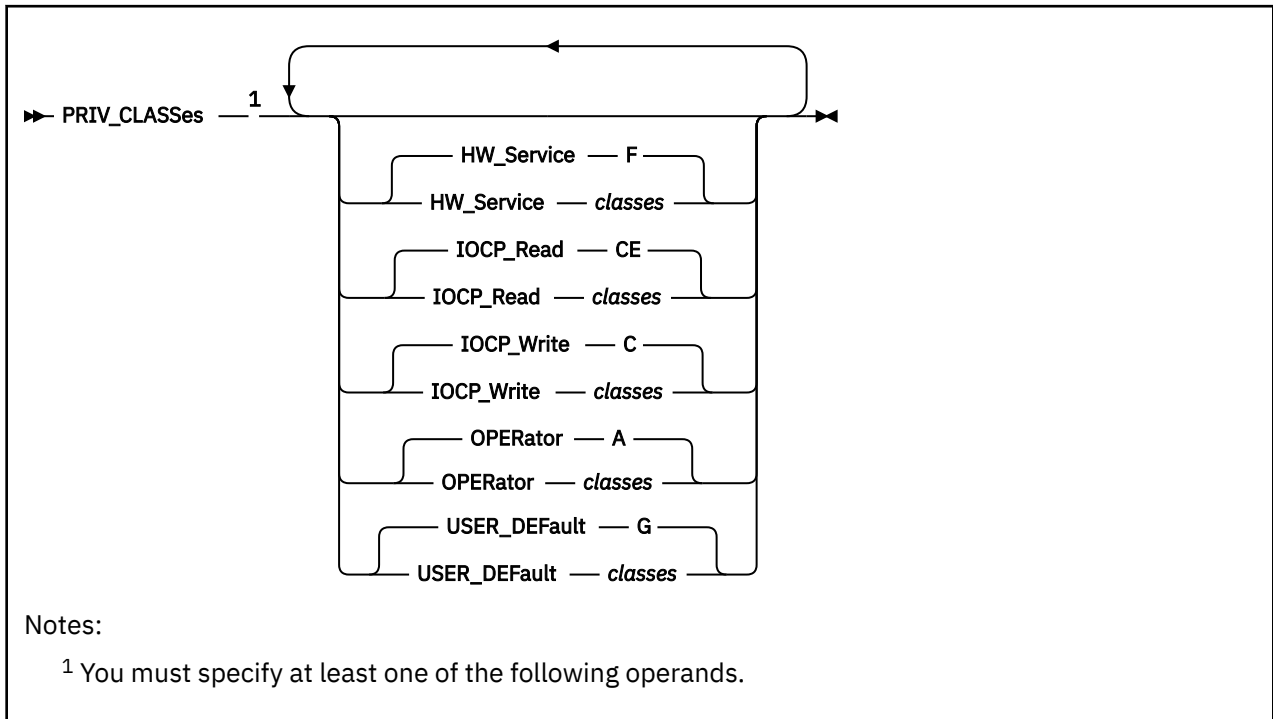 1
PRIV_CLASSes
HW_Service F
HW_Service classes
IOCP_Read CE
IOCP_Read classes
IOCP_Write C
IOCP_Write classes
OPERator A
OPERator classes
USER_DEFault G
USER_DEFault classes
Notes:
1 You must specify at least one of the following operands.